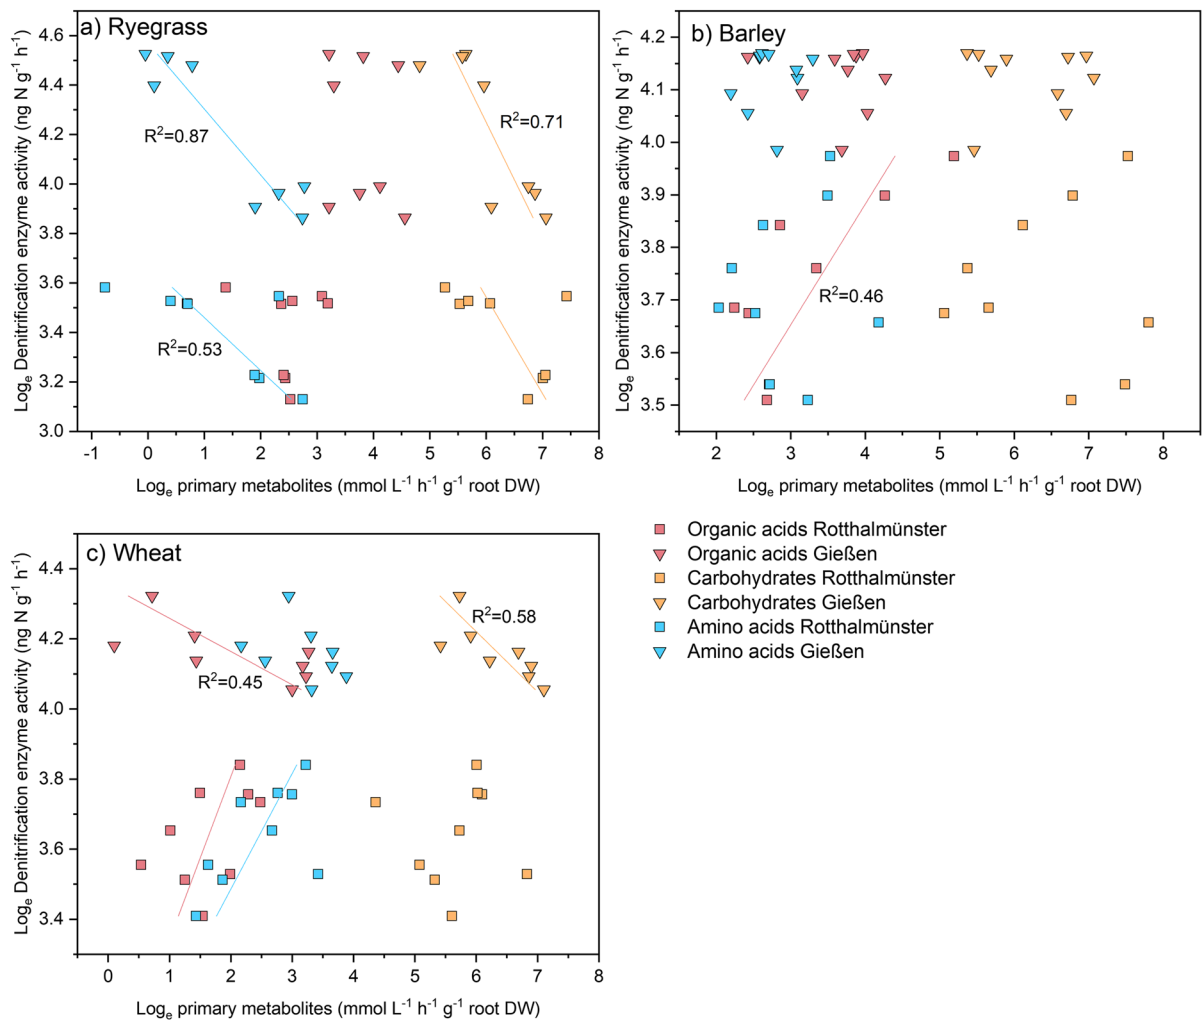 a) Ryegrass
Log_e Denitrification enzyme activity (ng N g⁻¹ h⁻¹)
4.6
4.4
4.2
4.0
3.8
3.6
3.4
3.2
3.0
R²=0.87
R²=0.71
R²=0.53
-1 0 1 2 3 4 5 6 7 8
Log_e primary metabolites (mmol L⁻¹ h⁻¹ g⁻¹ root DW)
b) Barley
Log_e Denitrification enzyme activity (ng N g⁻¹ h⁻¹)
4.2
4.1
4.0
3.9
3.8
3.7
3.6
3.5
R²=0.46
2 3 4 5 6 7 8
Log_e primary metabolites (mmol L⁻¹ h⁻¹ g⁻¹ root DW)
c) Wheat
Log_e Denitrification enzyme activity (ng N g⁻¹ h⁻¹)
4.4
4.2
4.0
3.8
3.6
3.4
R²=0.58
R²=0.45
0 1 2 3 4 5 6 7 8
Log_e primary metabolites (mmol L⁻¹ h⁻¹ g⁻¹ root DW)
Organic acids Rotthalmünster
Organic acids Gießen
Carbohydrates Rotthalmünster
Carbohydrates Gießen
Amino acids Rotthalmünster
Amino acids Gießen